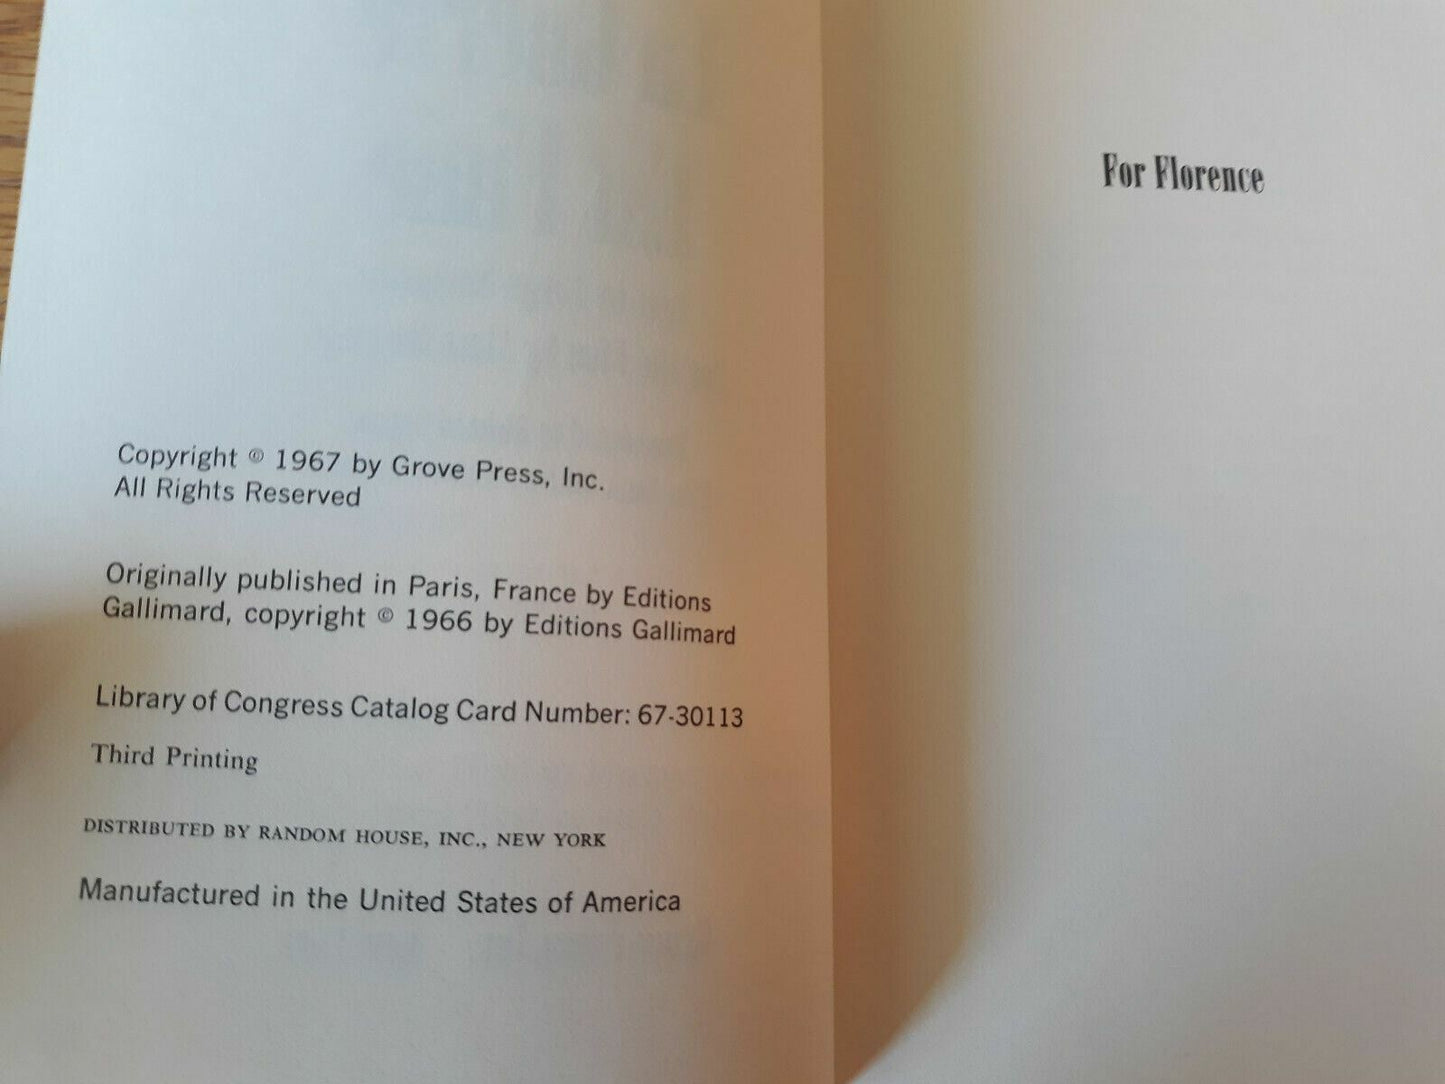 Copyright © 1967 by Grove Press, Inc.
All Rights Reserved
Originally published in Paris, France by Editions
Gallimard, copyright © 1966 by Editions Gallimard
Library of Congress Catalog Card Number: 67-30113
Third Printing
DISTRIBUTED BY RANDOM HOUSE, INC., NEW YORK
Manufactured in the United States of America
For Florence